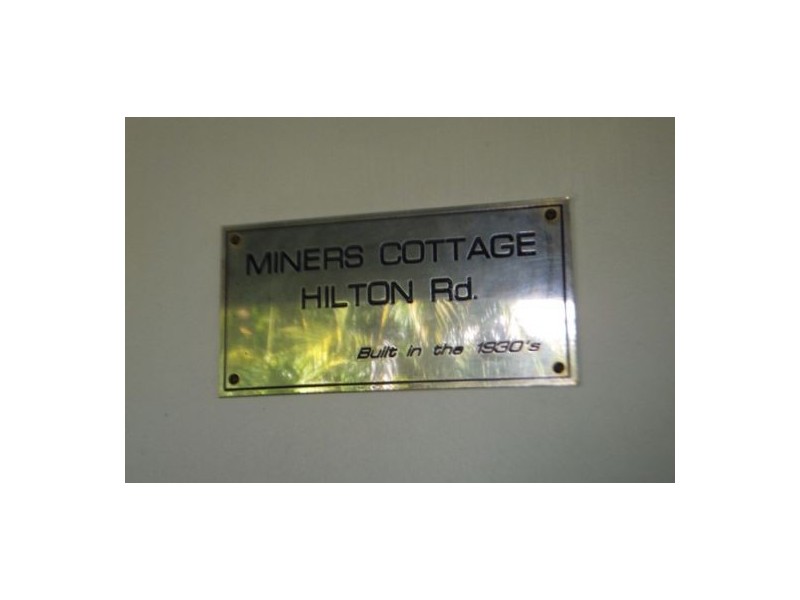 MINERS COTTAGE
HILTON Rd.
Built in the 1930's